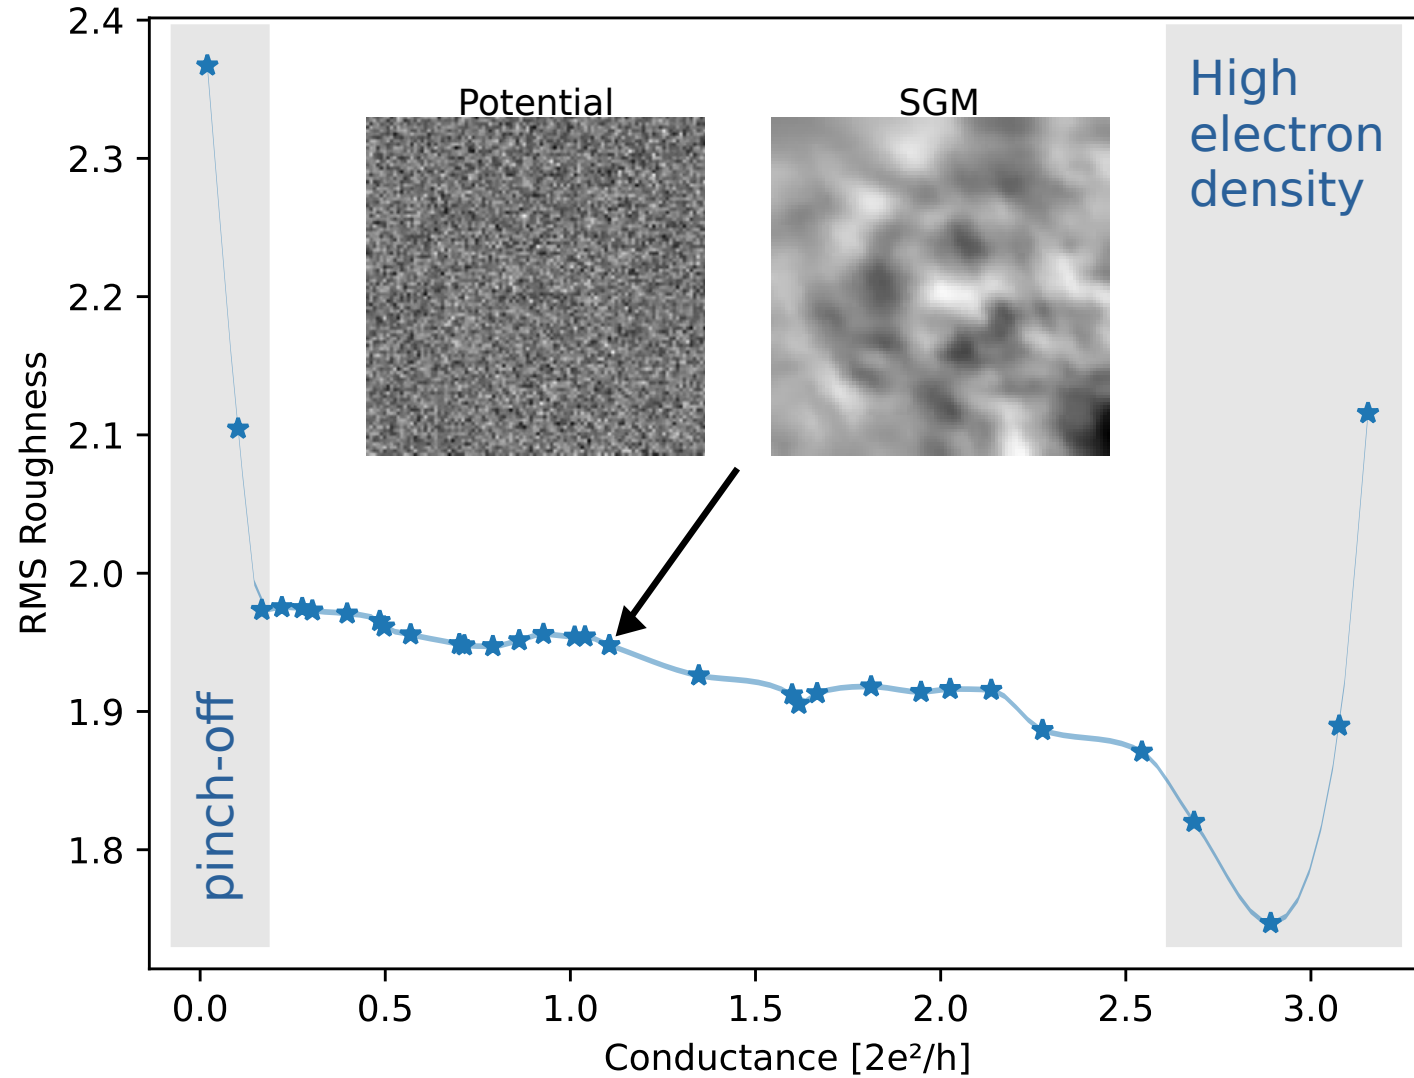 2.4
2.3
2.2
2.1
2.0
1.9
1.8
RMS Roughness
Potential
SGM
High
electron
density
pinch-off
0.0 0.5 1.0 1.5 2.0 2.5 3.0
Conductance [2e²/h]